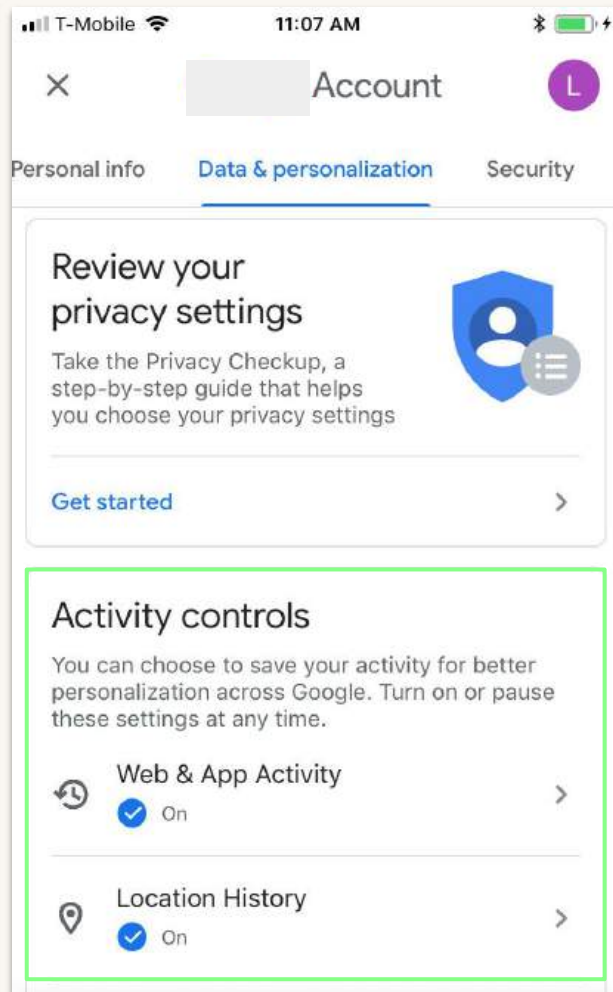 T-Mobile 11:07 AM
Account L
Personal info Data & personalization Security
Review your
privacy settings
Take the Privacy Checkup, a
step-by-step guide that helps
you choose your privacy settings
Get started
Activity controls
You can choose to save your activity for better
personalization across Google. Turn on or pause
these settings at any time.
Web & App Activity
On
Location History
On